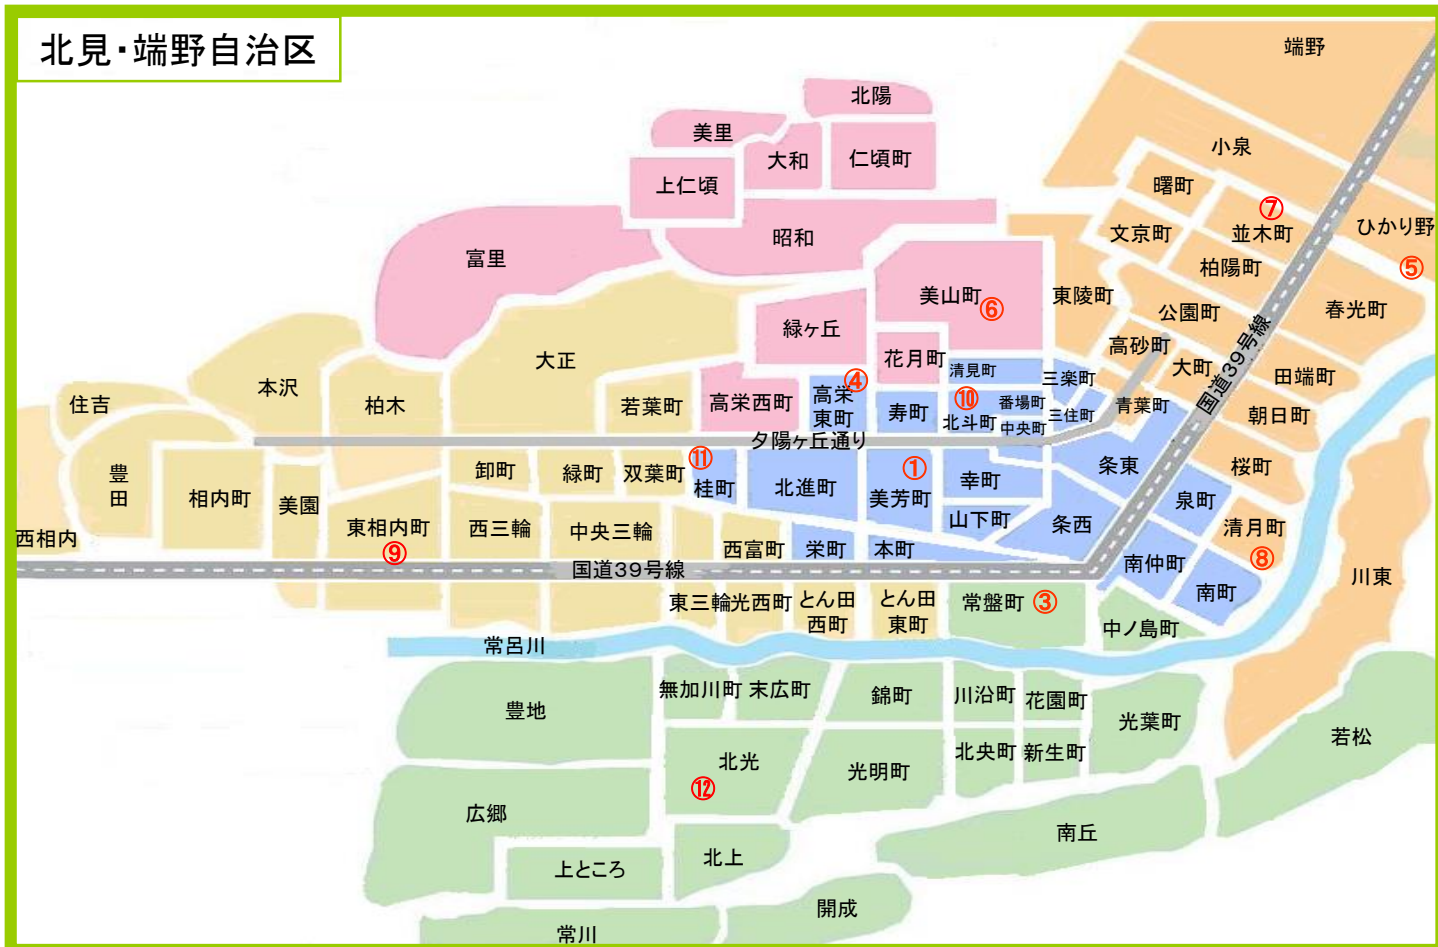 北見・端野自治区
端野
北陽
美里
大和
仁頃町
小泉
上仁頃
曙町
⑦
ひかり野
文京町
並木町
昭和
富里
柏陽町
⑤
美山町
⑥
東陵町
公園町
春光町
緑ヶ丘
国道39号線
花月町
高砂町
大正
清見町
三楽町
大町
田端町
本沢
④
高栄
東町
⑩
住吉
柏木
若葉町
高栄西町
寿町
番場町
青葉町
三住町
朝日町
北斗町
中央町
夕陽ヶ丘通り
豊
田
相内町
美園
卸町
緑町
双葉町
⑪
桂町
北進町
①
美芳町
幸町
条東
桜町
泉町
西相内
東相内町
⑨
西三輪
中央三輪
西富町
栄町
本町
山下町
条西
清月町
⑧
南仲町
国道39号線
南町
川東
東三輪
光西町
とん田
西町
とん田
東町
常盤町
③
中ノ島町
常呂川
無加川町
末広町
錦町
川沿町
花園町
豊地
光葉町
若松
北光
⑫
光明町
北央町
新生町
広郷
南丘
北上
上ところ
開成
常川